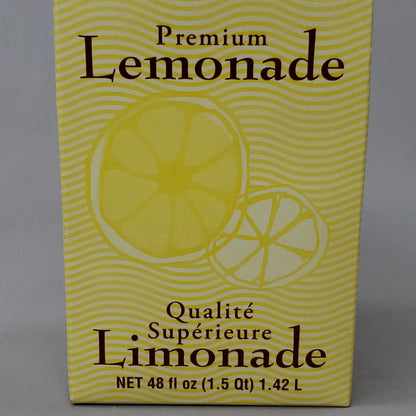 Premium
Lemonade
Qualité
Supérieure
Limonade
NET 48 fl oz (1.5 Qt) 1.42 L